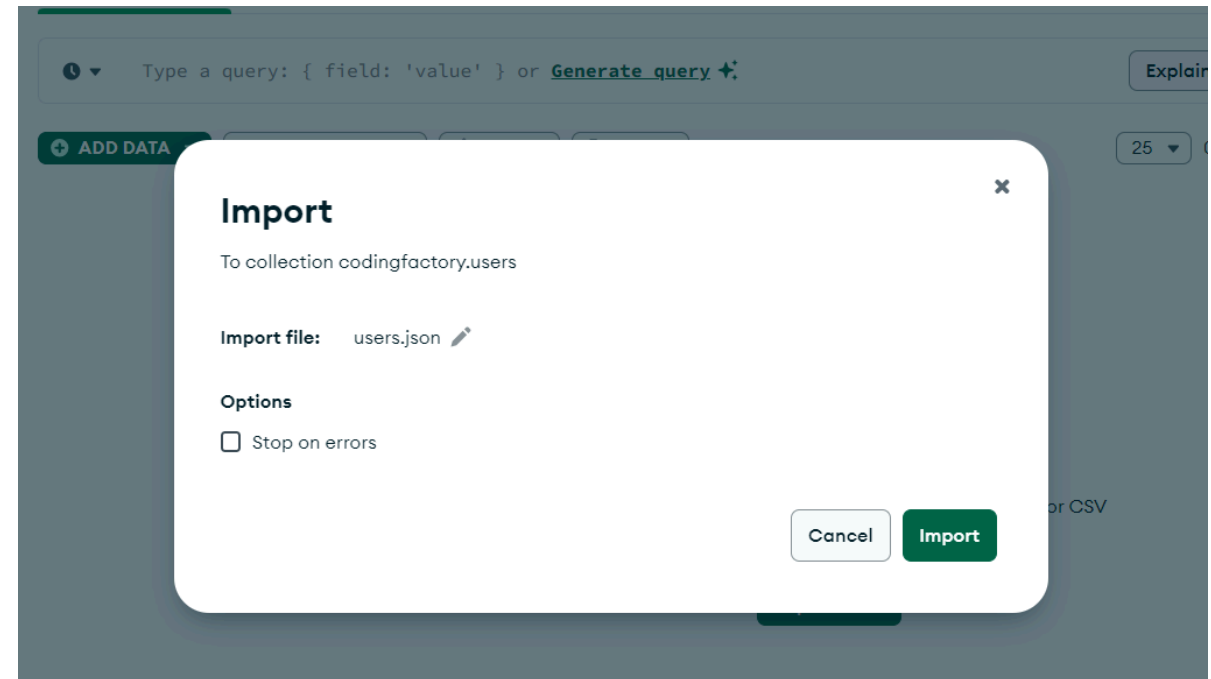 Type a query: { field: 'value' } or Generate query
Explain
ADD DATA
25
Import
To collection codingfactory.users
Import file: users.json
Options
Stop on errors
or CSV
Cancel Import